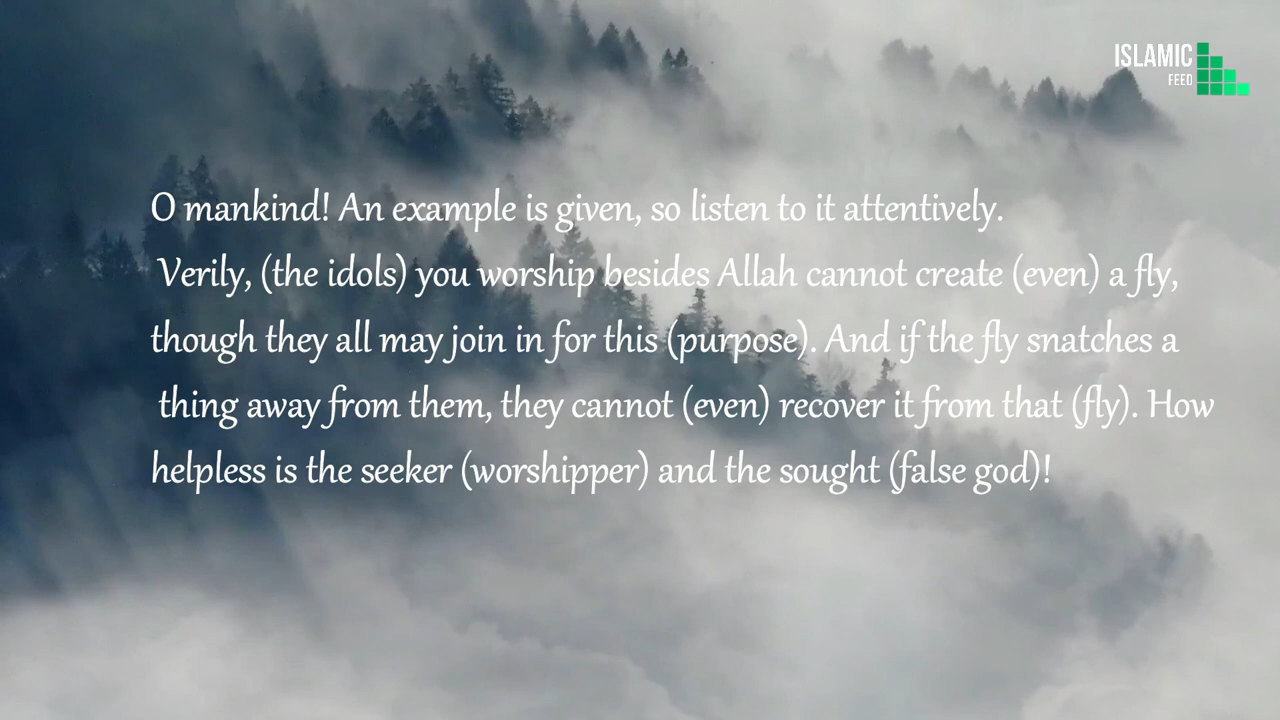 ISLAMIC
FEED
O mankind! An example is given, so listen to it attentively.
Verily, (the idols) you worship besides Allah cannot create (even) a fly,
though they all may join in for this (purpose). And if the fly snatches a
thing away from them, they cannot (even) recover it from that (fly). How
helpless is the seeker (worshipper) and the sought (false god)!